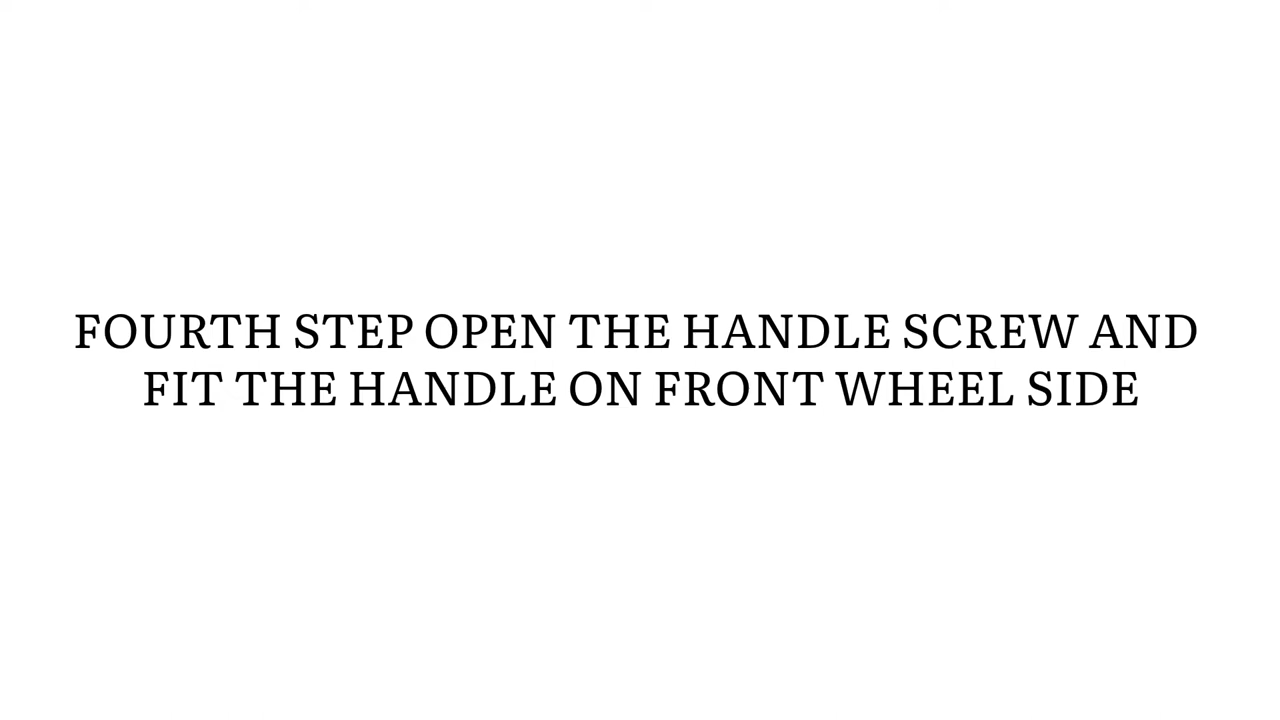 FOURTH STEP OPEN THE HANDLE SCREW AND
FIT THE HANDLE ON FRONT WHEEL SIDE